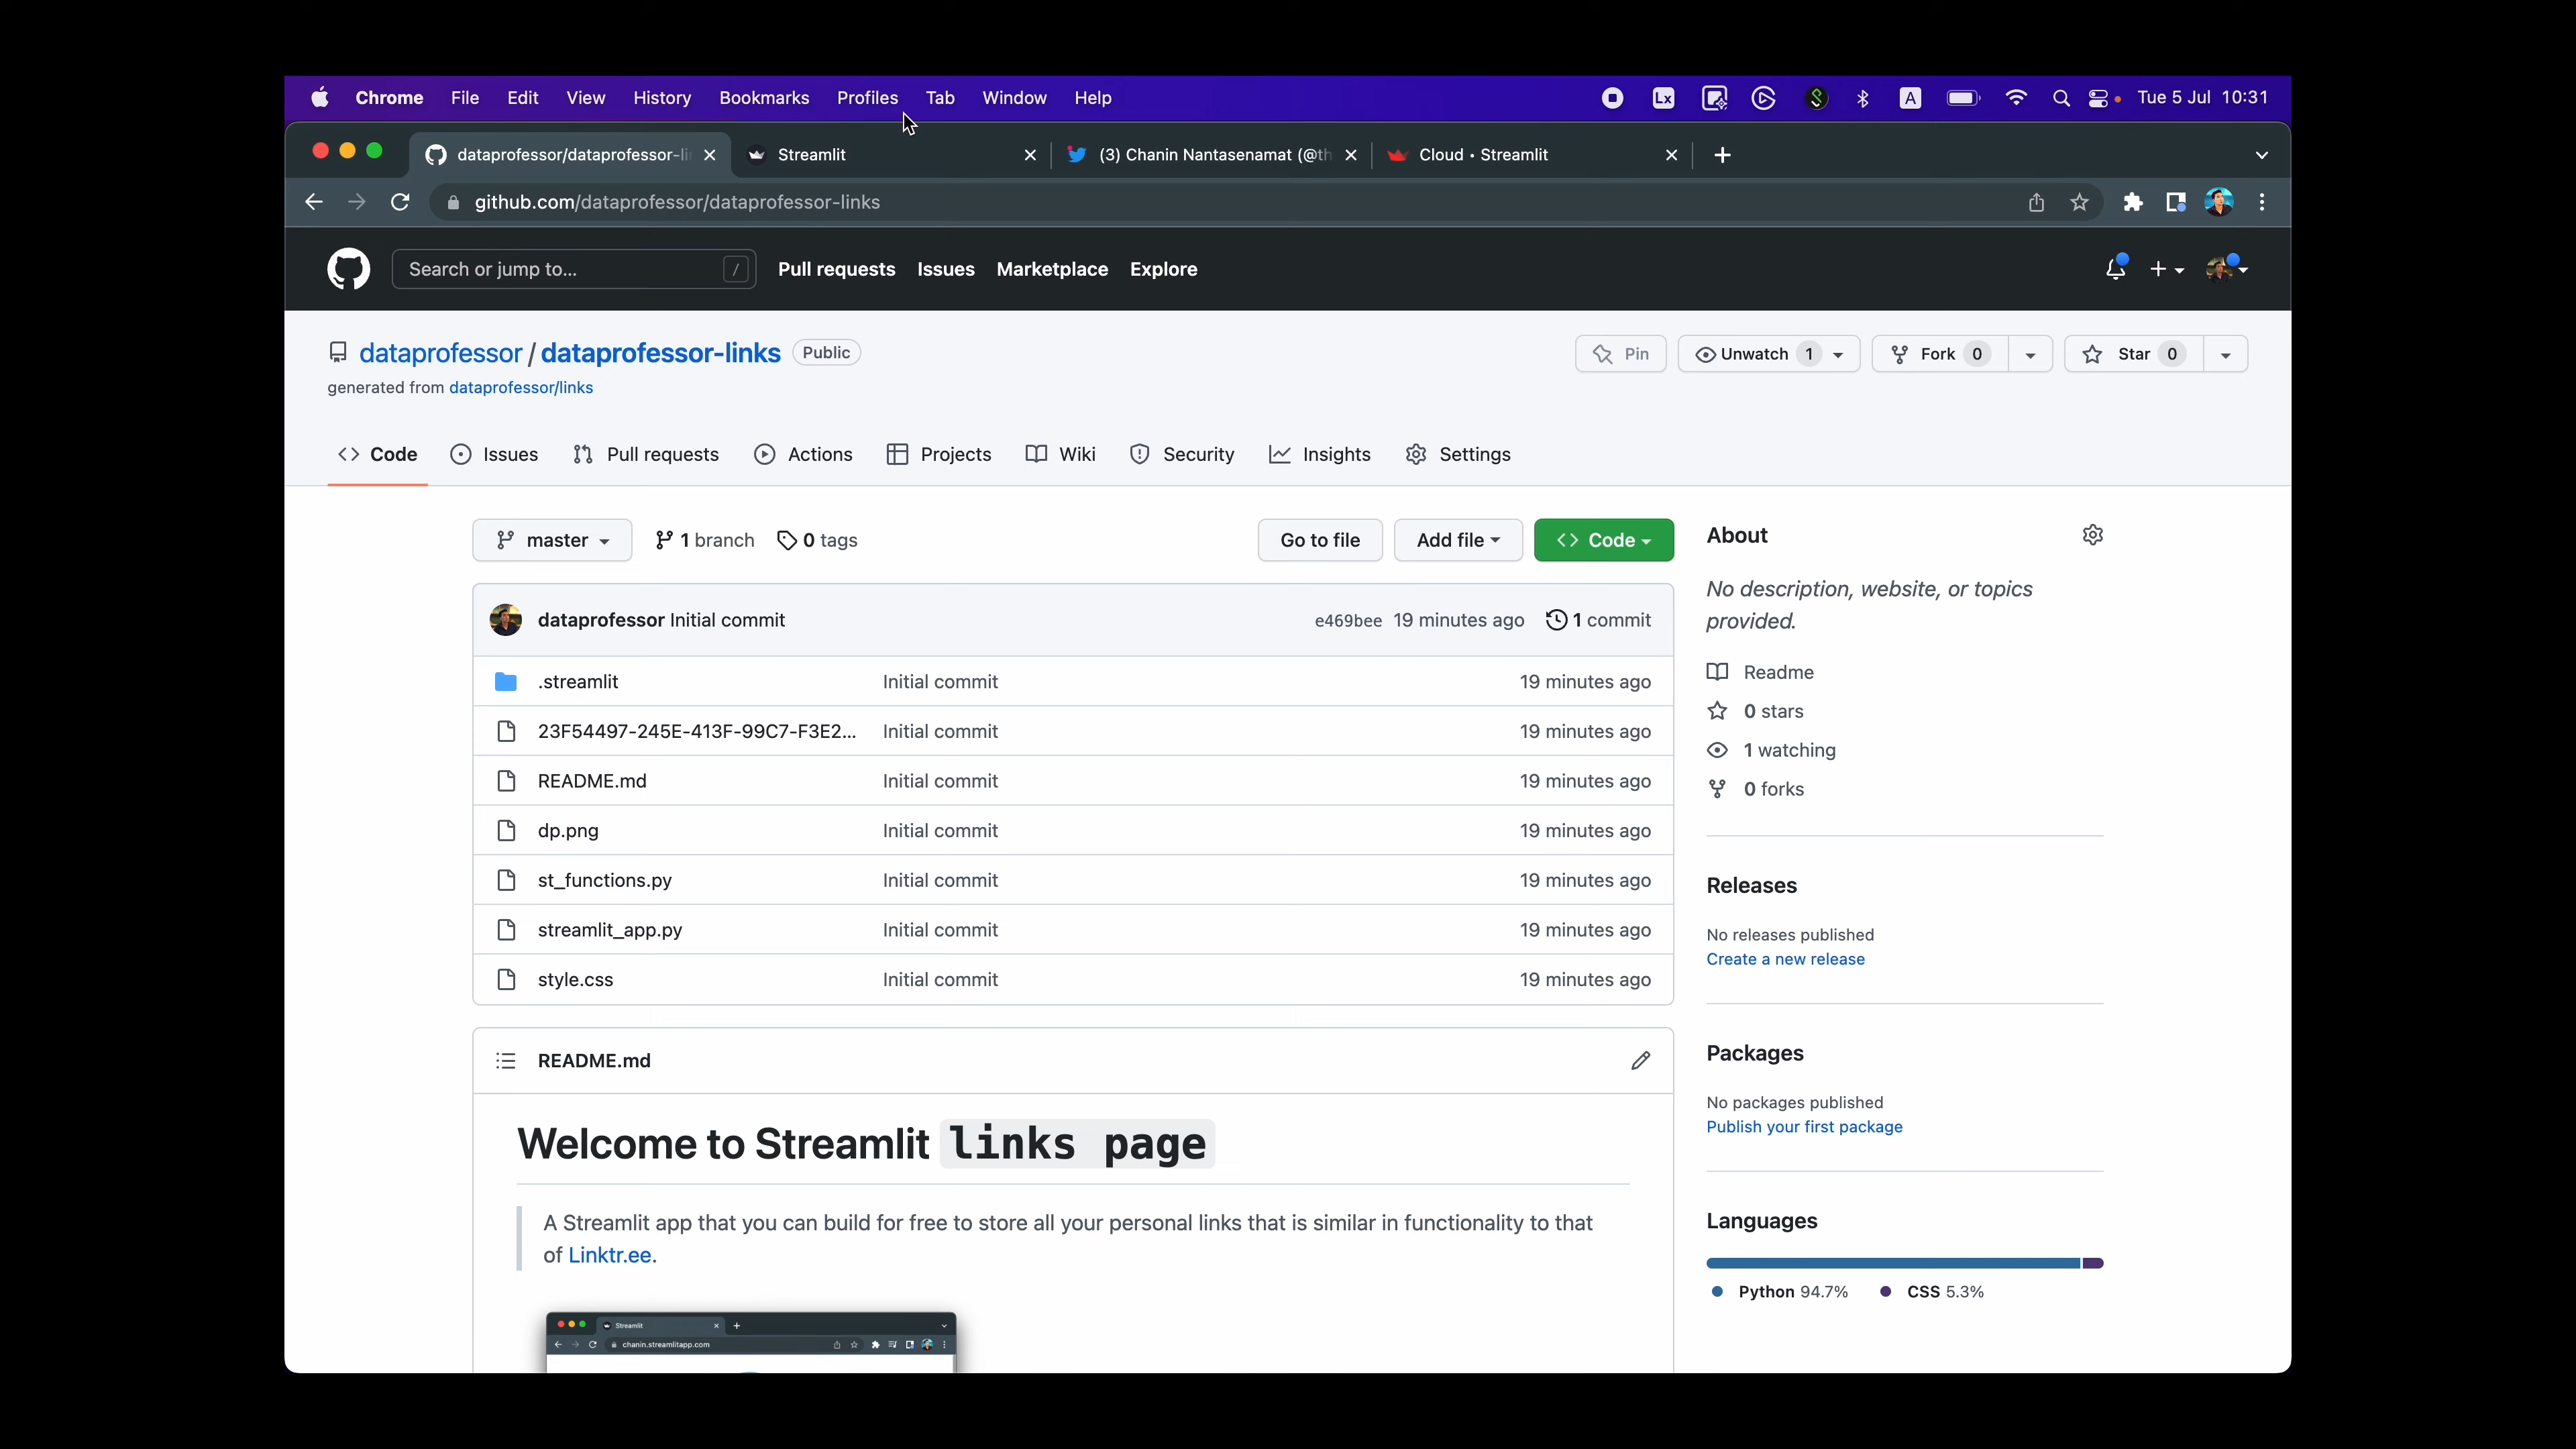 Chrome File Edit View History Bookmarks Profiles Tab Window Help Lx A Tue 5 Jul 10:31
dataprofessor/dataprofessor-li Streamlit (3) Chanin Nantasenamat (@th Cloud • Streamlit
github.com/dataprofessor/dataprofessor-links
Search or jump to... / Pull requests Issues Marketplace Explore
dataprofessor / dataprofessor-links Public Pin Unwatch 1 Fork 0 Star 0
generated from dataprofessor/links
Code Issues Pull requests Actions Projects Wiki Security Insights Settings
master 1 branch 0 tags Go to file Add file Code
dataprofessor Initial commit e469bee 19 minutes ago 1 commit
.streamlit Initial commit 19 minutes ago
23F54497-245E-413F-99C7-F3E2... Initial commit 19 minutes ago
README.md Initial commit 19 minutes ago
dp.png Initial commit 19 minutes ago
st_functions.py Initial commit 19 minutes ago
streamlit_app.py Initial commit 19 minutes ago
style.css Initial commit 19 minutes ago
README.md
Welcome to Streamlit links page
A Streamlit app that you can build for free to store all your personal links that is similar in functionality to that
of Linktr.ee.
Streamlit
chanin.streamlitapp.com
About
No description, website, or topics
provided.
Readme
0 stars
1 watching
0 forks
Releases
No releases published
Create a new release
Packages
No packages published
Publish your first package
Languages
Python 94.7% CSS 5.3%